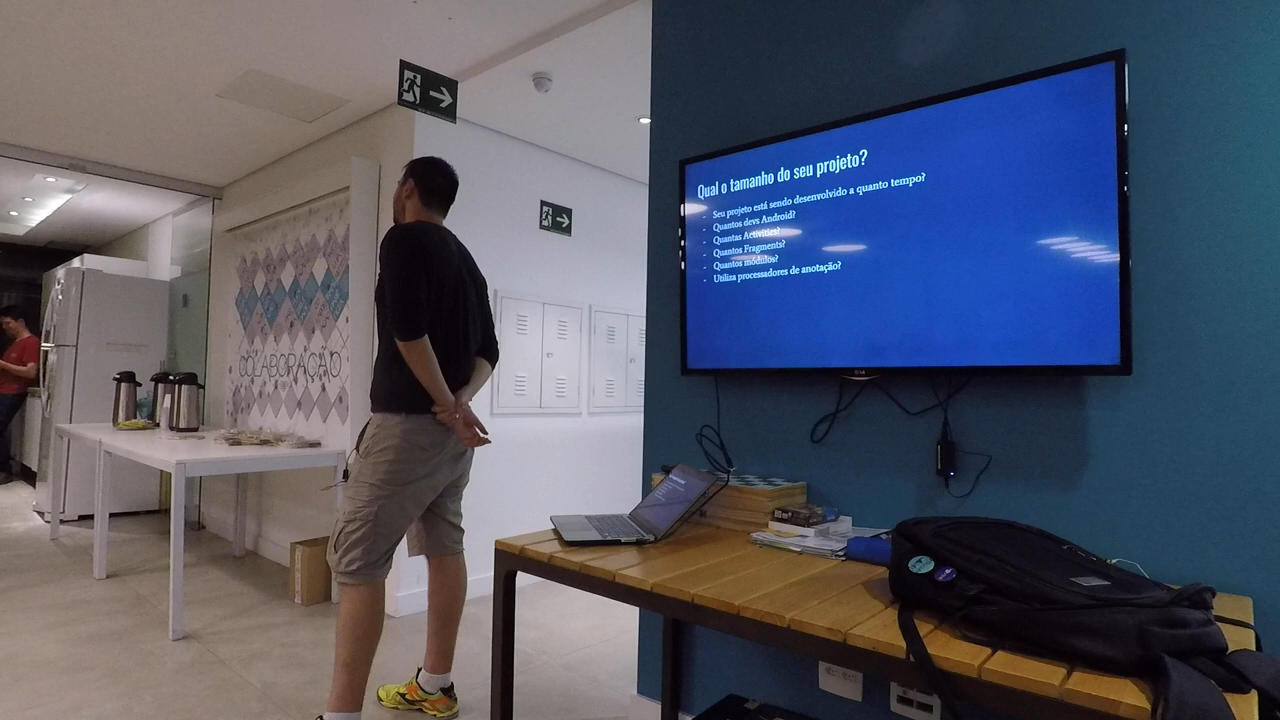 Qual o tamanho do seu projeto?
- Seu projeto está sendo desenvolvido a quanto tempo?
- Quantos devs Android?
- Quantas Activities?
- Quantos Fragments?
- Quantos módulos?
- Utiliza processadores de anotação?
COLABORAÇÃO